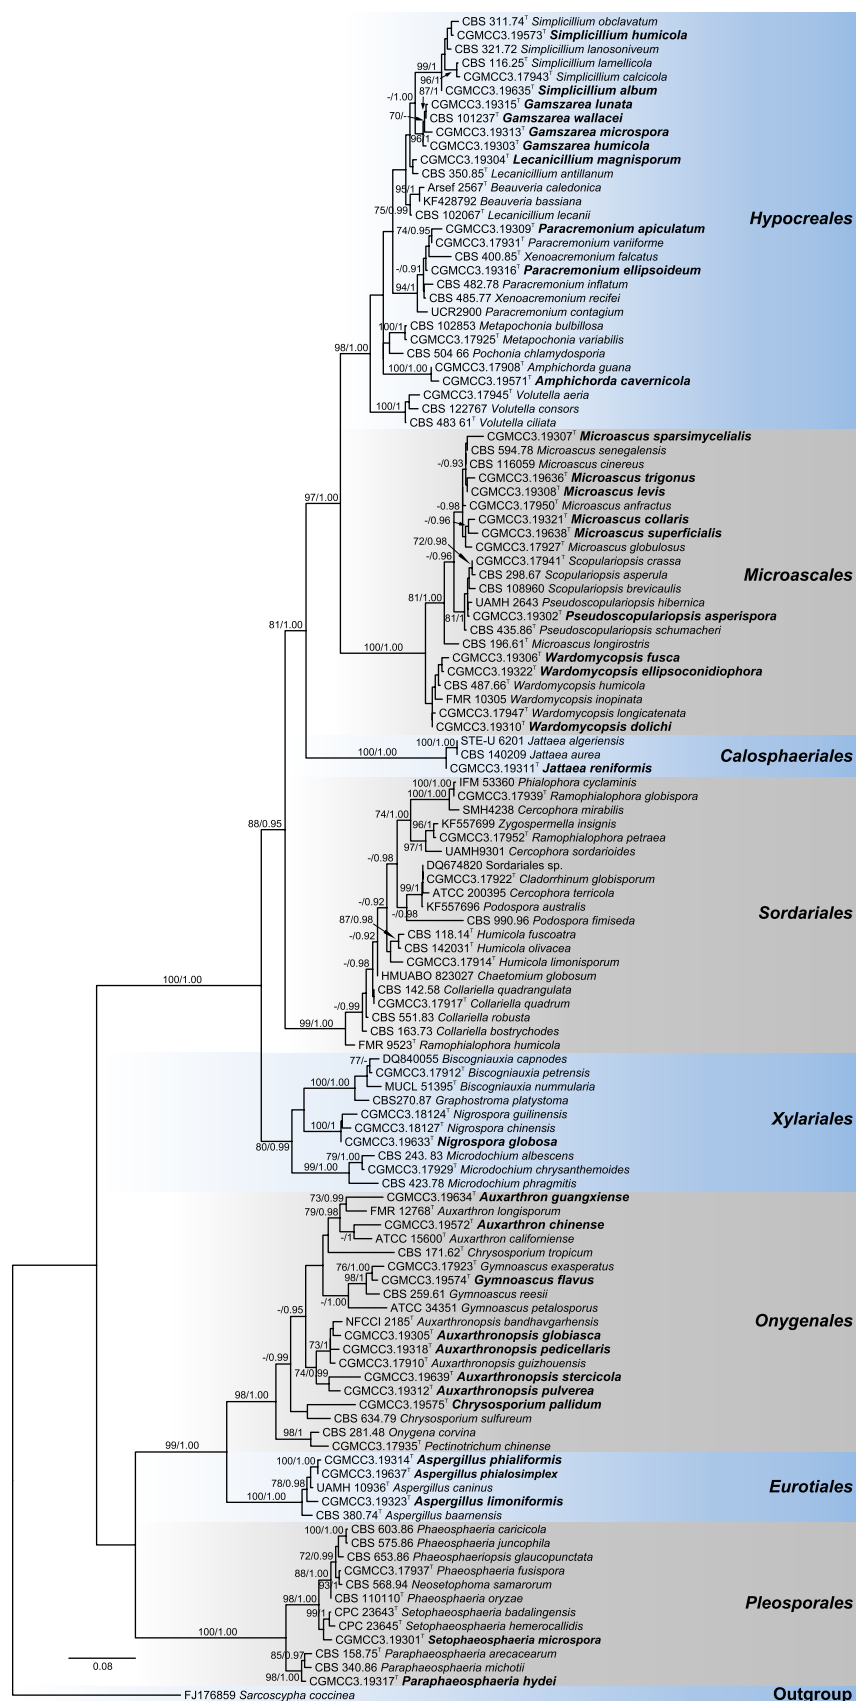 CBS 311.74T Simplicillium obclavatum
CGMCC3.19573T Simplicillium humicola
CBS 321.72 Simplicillium lanosoniveum
CBS 116.25T Simplicillium lamellicola
99/1
CGMCC3.17943T Simplicillium calcicola
96/1
CGMCC3.19635T Simplicillium album
87/1
-/1.00
CGMCC3.19315T Gamszarea lunata
70/-
CBS 101237T Gamszarea wallacei
CGMCC3.19313T Gamszarea microspora
96/1
CGMCC3.19303T Gamszarea humicola
CGMCC3.19304T Lecanicillium magnisporum
CBS 350.85T Lecanicillium antillanum
95/1
Arsef 2567T Beauveria caledonica
KF428792 Beauveria bassiana
75/0.99
CBS 102067T Lecanicillium lecanii
Hypocreales
74/0.95
CGMCC3.19309T Paracremonium apiculatum
CGMCC3.17931T Paracremonium variiforme
CBS 400.85T Xenoacremonium falcatus
-/0.91
CGMCC3.19316T Paracremonium ellipsoideum
94/1
CBS 482.78 Paracremonium inflatum
CBS 485.77 Xenoacremonium recifei
UCR2900 Paracremonium contagium
100/1
CBS 102853 Metapochonia bulbillosa
CGMCC3.17925T Metapochonia variabilis
98/1.00
CBS 504 66 Pochonia chlamydosporia
100/1.00
CGMCC3.17908T Amphichorda guana
CGMCC3.19571T Amphichorda cavernicola
CGMCC3.17945T Volutella aeria
100/1
CBS 122767 Volutella consors
CBS 483 61T Volutella ciliata
CGMCC3.19307T Microascus sparsimycelialis
CBS 594.78 Microascus senegalensis
-/0.93
CBS 116059 Microascus cinereus
CGMCC3.19636T Microascus trigonus
CGMCC3.19308T Microascus levis
97/1.00
-0.98
CGMCC3.17950T Microascus anfractus
-/0.96
CGMCC3.19321T Microascus collaris
CGMCC3.19638T Microascus superficialis
72/0.98
CGMCC3.17927T Microascus globulosus
-/0.96
CGMCC3.17941T Scopulariopsis crassa
CBS 298.67 Scopulariopsis asperula
Microascales
CBS 108960 Scopulariopsis brevicaulis
81/1.00
UAMH 2643 Pseudoscopulariopsis hibernica
81/1
CGMCC3.19302T Pseudoscopulariopsis asperispora
81/1.00
CBS 435.86T Pseudoscopulariopsis schumacheri
CBS 196.61T Microascus longirostris
100/1.00
CGMCC3.19306T Wardomycopsis fusca
CGMCC3.19322T Wardomycopsis ellipsoconidiophora
CBS 487.66T Wardomycopsis humicola
FMR 10305 Wardomycopsis inopinata
CGMCC3.17947T Wardomycopsis longicatenata
CGMCC3.19310T Wardomycopsis dolichi
100/1.00
STE-U 6201 Jattaea algeriensis
100/1.00
CBS 140209 Jattaea aurea
Calosphaeriales
CGMCC3.19311T Jattaea reniformis
100/1.00
IFM 53360 Phialophora cyclaminis
100/1.00
CGMCC3.17939T Ramophialophora globispora
SMH4238 Cercophora mirabilis
74/1.00
96/1
KF557699 Zygospermella insignis
88/0.95
CGMCC3.17952T Ramophialophora petraea
97/1
UAMH9301 Cercophora sordarioides
-/0.98
DQ674820 Sordariales sp.
CGMCC3.17922T Cladorrhinum globisporum
99/1
ATCC 200395 Cercophora terricola
-/0.92
KF557696 Podospora australis
-/0.98
CBS 990.96 Podospora fimiseda
Sordariales
87/0.98
CBS 118.14T Humicola fuscoatra
-/0.92
CBS 142031T Humicola olivacea
-/0.98
CGMCC3.17914T Humicola limonisporum
HMUABO 823027 Chaetomium globosum
100/1.00
CBS 142.58 Collariella quadrangulata
CGMCC3.17917T Collariella quadrum
-/0.99
CBS 551.83 Collariella robusta
99/1.00
CBS 163.73 Collariella bostrychodes
FMR 9523T Ramophialophora humicola
77/-
DQ840055 Biscogniauxia capnodes
CGMCC3.17912T Biscogniauxia petrensis
100/1.00
MUCL 51395T Biscogniauxia nummularia
CBS270.87 Graphostroma platystoma
CGMCC3.18124T Nigrospora guilinensis
Xylariales
100/1
CGMCC3.18127T Nigrospora chinensis
80/0.99
CGMCC3.19633T Nigrospora globosa
79/1.00
CBS 243. 83 Microdochium albescens
99/1.00
CGMCC3.17929T Microdochium chrysanthemoides
CBS 423.78 Microdochium phragmitis
73/0.99
CGMCC3.19634T Auxarthron guangxiense
79/0.98
FMR 12768T Auxarthron longisporum
CGMCC3.19572T Auxarthron chinense
-/1
ATCC 15600T Auxarthron californiense
CBS 171.62T Chrysosporium tropicum
76/1.00
CGMCC3.17923T Gymnoascus exasperatus
98/1
CGMCC3.19574T Gymnoascus flavus
CBS 259.61 Gymnoascus reesii
-/1.00
ATCC 34351 Gymnoascus petalosporus
-/0.95
NFCCI 2185T Auxarthronopsis bandhavgarhensis
Onygenales
CGMCC3.19305T Auxarthronopsis globiasca
73/1
CGMCC3.19318T Auxarthronopsis pedicellaris
-/0.99
CGMCC3.17910T Auxarthronopsis guizhouensis
74/0.99
CGMCC3.19639T Auxarthronopsis stercicola
CGMCC3.19312T Auxarthronopsis pulverea
98/1.00
CGMCC3.19575T Chrysosporium pallidum
CBS 634.79 Chrysosporium sulfureum
98/1
CBS 281.48 Onygena corvina
99/1.00
CGMCC3.17935T Pectinotrichum chinense
100/1.00
CGMCC3.19314T Aspergillus phialiformis
CGMCC3.19637T Aspergillus phialosimplex
78/0.98
UAMH 10936T Aspergillus caninus
Eurotiales
100/1.00
CGMCC3.19323T Aspergillus limoniformis
CBS 380.74T Aspergillus baarnensis
100/1.00
CBS 603.86 Phaeosphaeria caricicola
CBS 575.86 Phaeosphaeria juncophila
72/0.99
CBS 653.86 Phaeosphaeriopsis glaucopunctata
88/1.00
CGMCC3.17937T Phaeosphaeria fusispora
93/1
CBS 568.94 Neosetophoma samarorum
98/1.00
CBS 110110T Phaeosphaeria oryzae
Pleosporales
99/1
CPC 23643T Setophaeosphaeria badalingensis
CPC 23645T Setophaeosphaeria hemerocallidis
100/1.00
CGMCC3.19301T Setophaeosphaeria microspora
85/0.97
CBS 158.75T Paraphaeosphaeria arecacearum
CBS 340.86 Paraphaeosphaeria michotii
98/1.00
CGMCC3.19317T Paraphaeosphaeria hydei
0.08
FJ176859 Sarcoscypha coccinea
Outgroup